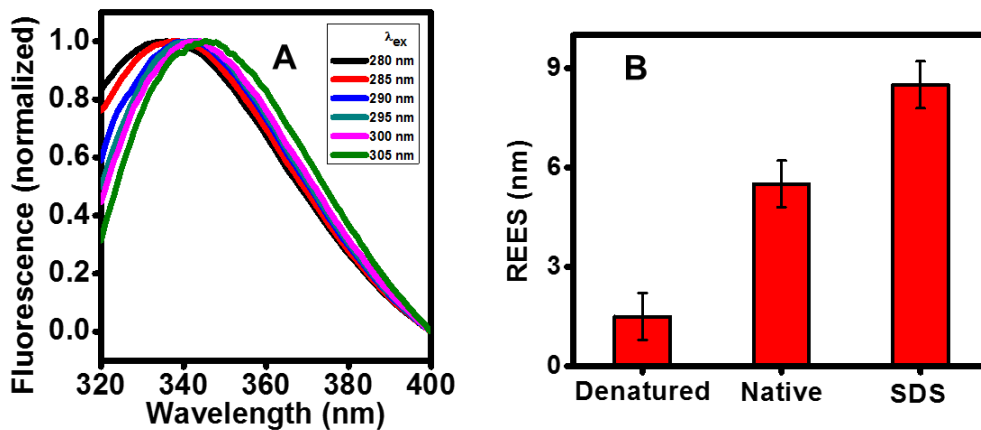 A
λex
280 nm
285 nm
290 nm
295 nm
300 nm
305 nm
Fluorescence (normalized)
1.0
0.8
0.6
0.4
0.2
0.0
320 340 360 380 400
Wavelength (nm)
B
REES (nm)
9
6
3
0
Denatured Native SDS